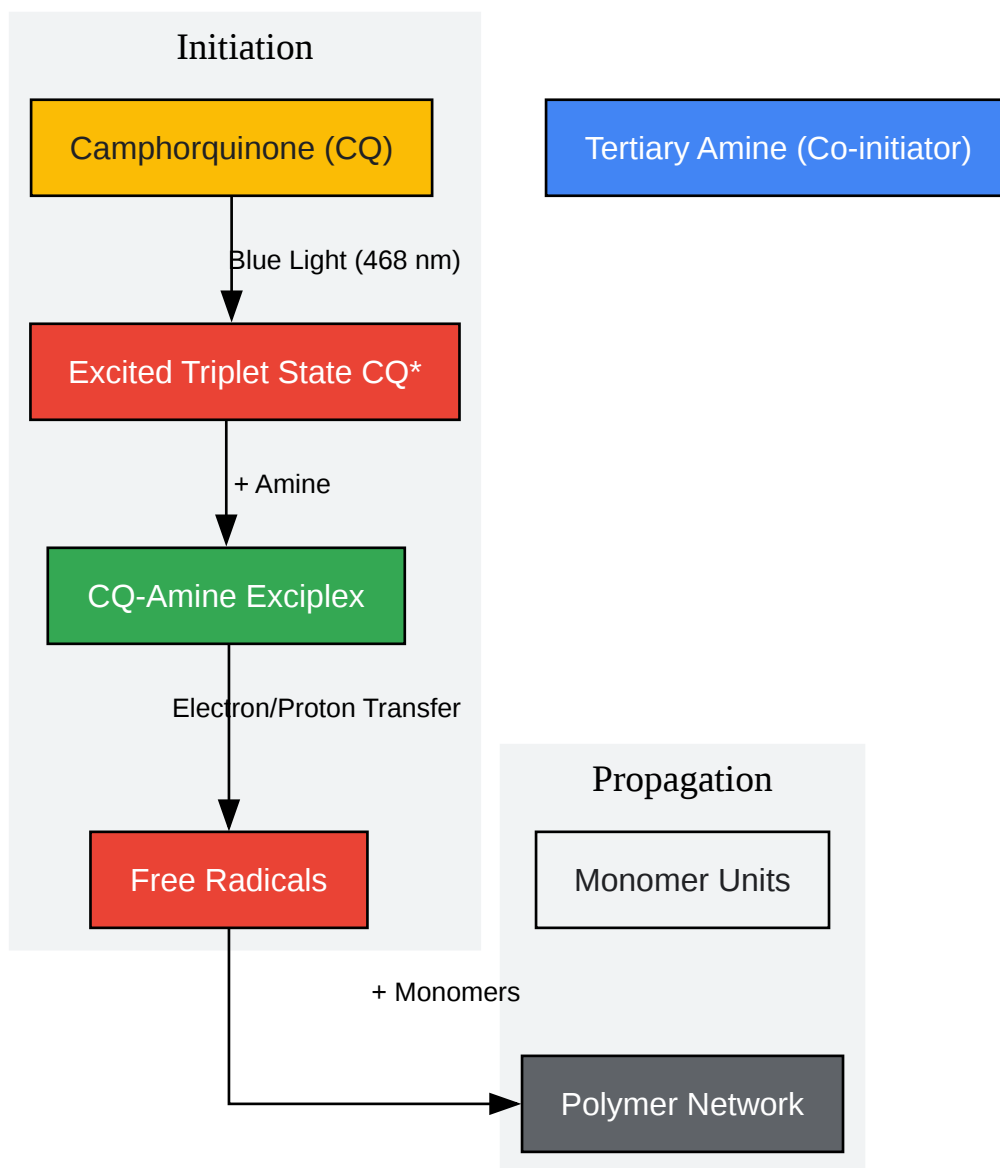 Initiation
Camphorquinone (CQ)
Tertiary Amine (Co-initiator)
Blue Light (468 nm)
Excited Triplet State CQ*
+ Amine
CQ-Amine Exciplex
Electron/Proton Transfer
Propagation
Free Radicals
Monomer Units
+ Monomers
Polymer Network